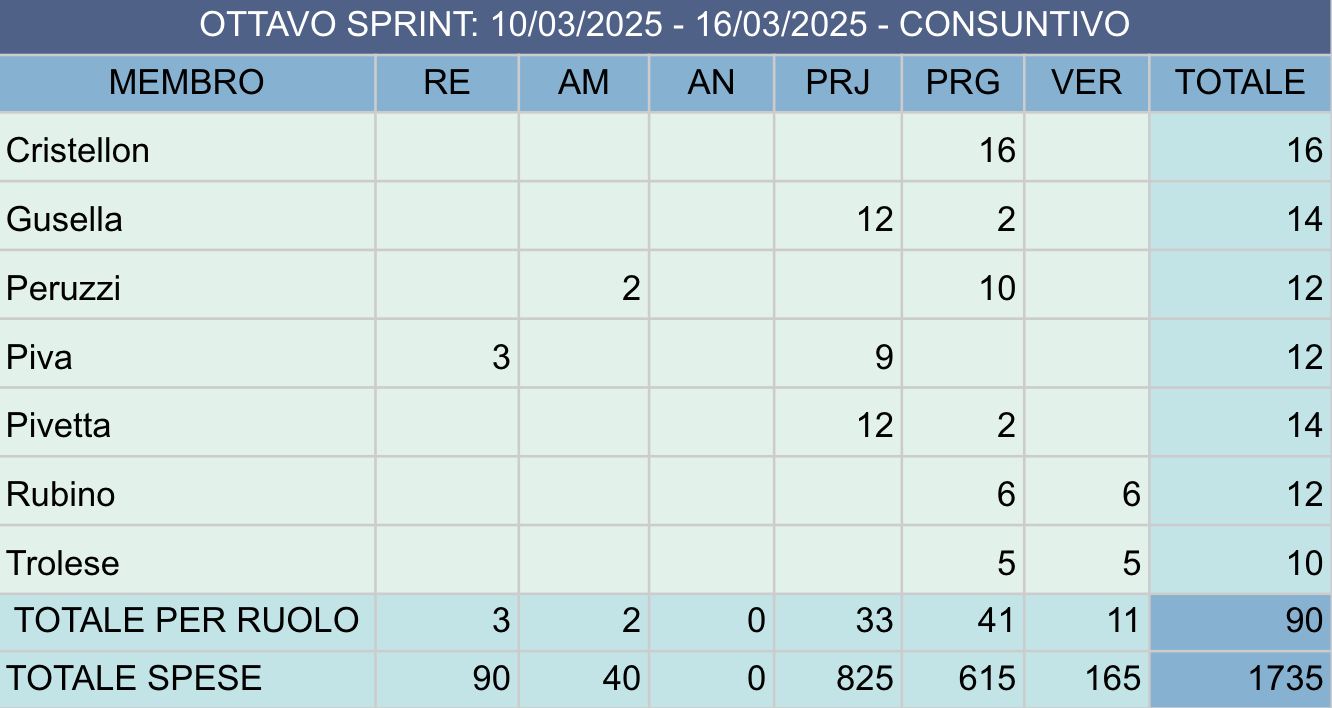 OTTAVO SPRINT: 10/03/2025 - 16/03/2025 - CONSUNTIVO
MEMBRO RE AM AN PRJ PRG VER TOTALE
Cristellon 16 16
Gusella 12 2 14
Peruzzi 2 10 12
Piva 3 9 12
Pivetta 12 2 14
Rubino 6 6 12
Trolese 5 5 10
TOTALE PER RUOLO 3 2 0 33 41 11 90
TOTALE SPESE 90 40 0 825 615 165 1735